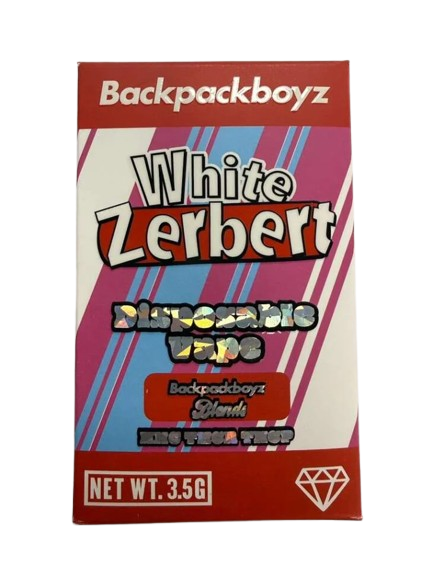 Backpackboyz
White
Zerbert
Disposable
Vape
Backpackboyz
Blends
NET WT. 3.5G